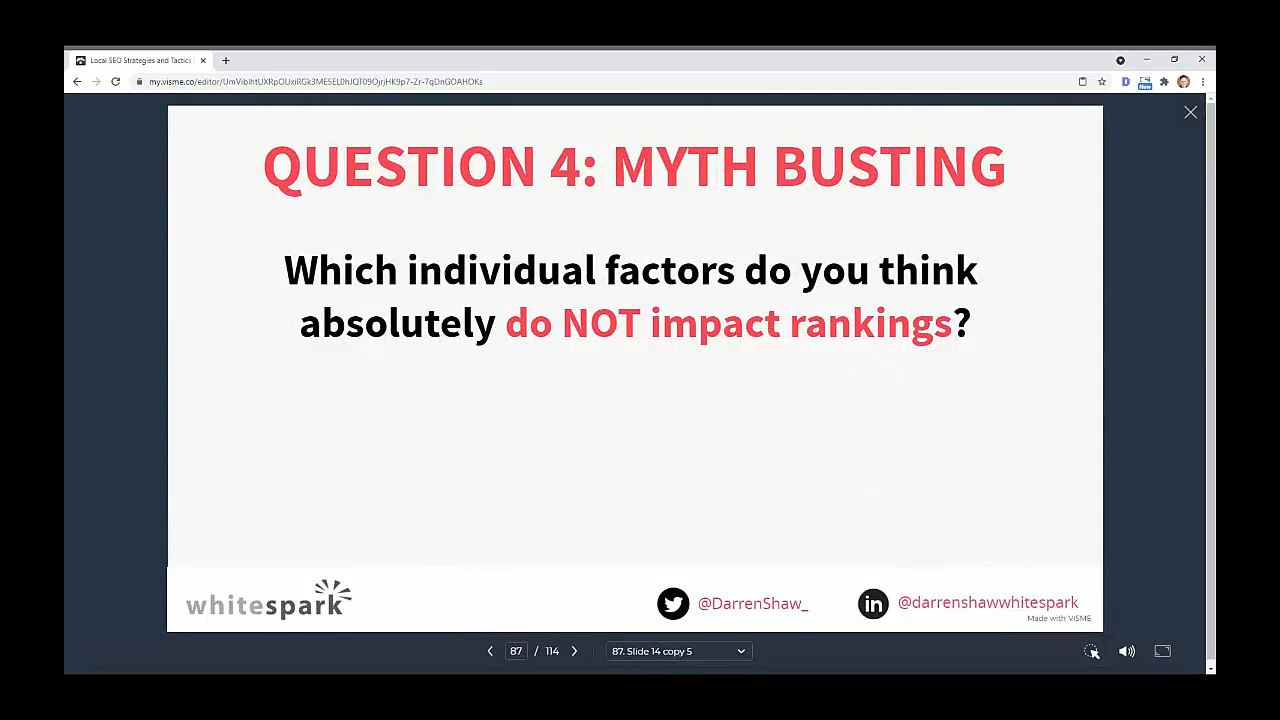 Local SEO Strategies and Tactics
QUESTION 4: MYTH BUSTING
Which individual factors do you think
absolutely do NOT impact rankings?
whitespark
@DarrenShaw_
@darrenshawwhitespark
Made with VISME
87 / 114
87. Slide 14 copy 5
New